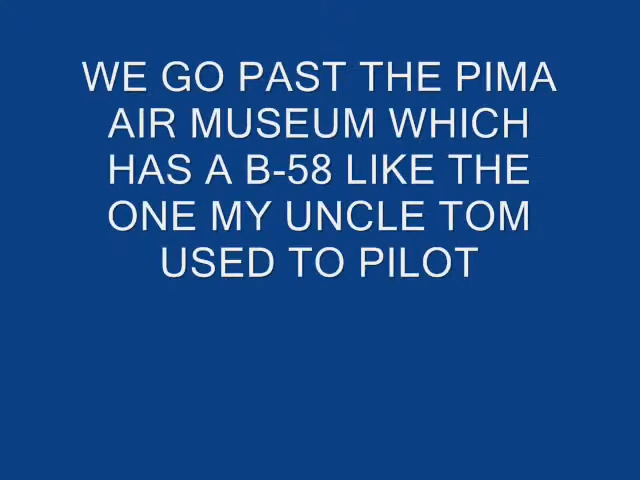 WE GO PAST THE PIMA
AIR MUSEUM WHICH
HAS A B-58 LIKE THE
ONE MY UNCLE TOM
USED TO PILOT